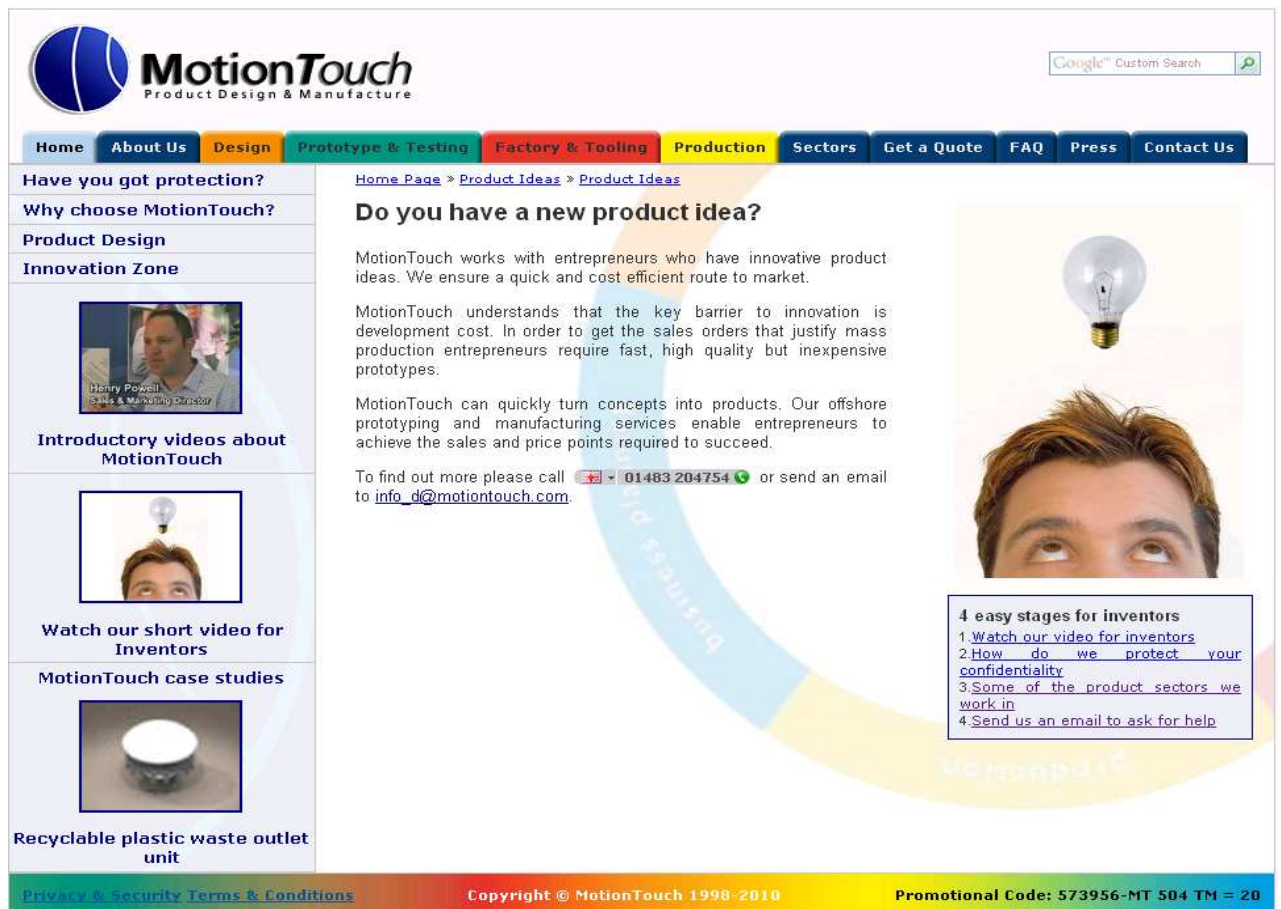 MotionTouch
Product Design & Manufacture
Google™ Custom Search
Home
About Us
Design
Prototype & Testing
Factory & Tooling
Production
Sectors
Get a Quote
FAQ
Press
Contact Us
Have you got protection?
Why choose MotionTouch?
Product Design
Innovation Zone
Henry Powell
Sales & Marketing Director
Introductory videos about
MotionTouch
Watch our short video for
Inventors
MotionTouch case studies
Recyclable plastic waste outlet
unit
Home Page » Product Ideas » Product Ideas
Do you have a new product idea?
MotionTouch works with entrepreneurs who have innovative product
ideas. We ensure a quick and cost efficient route to market.
MotionTouch understands that the key barrier to innovation is
development cost. In order to get the sales orders that justify mass
production entrepreneurs require fast, high quality but inexpensive
prototypes.
MotionTouch can quickly turn concepts into products. Our offshore
prototyping and manufacturing services enable entrepreneurs to
achieve the sales and price points required to succeed.
To find out more please call 01483 204754 or send an email
to info_d@motiontouch.com.
business plan
production
4 easy stages for inventors
1.Watch our video for inventors
2.How do we protect your
confidentiality
3.Some of the product sectors we
work in
4.Send us an email to ask for help
Privacy & Security Terms & Conditions
Copyright © MotionTouch 1998-2010
Promotional Code: 573956-MT 504 TM = 20